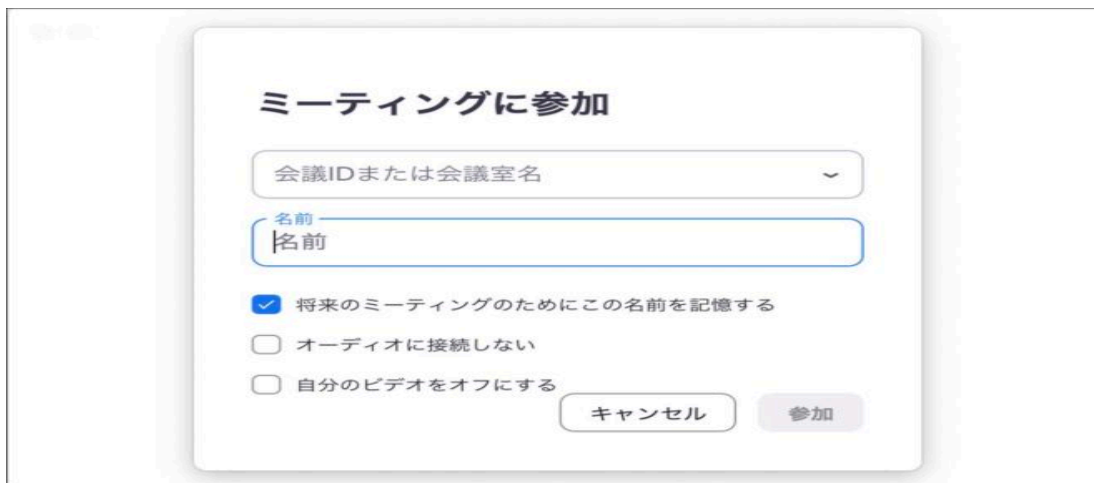 ミーティングに参加
会議IDまたは会議室名
名前
名前
将来のミーティングのためにこの名前を記憶する
オーディオに接続しない
自分のビデオをオフにする
キャンセル 参加